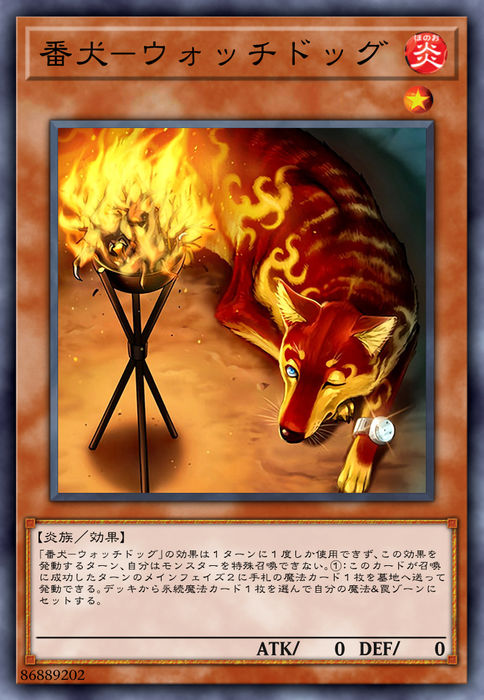 番犬－ウォッチドッグ
ほのお
炎
【炎族／効果】
「番犬－ウォッチドッグ」の効果は１ターンに１度しか使用できず、この効果を
発動するターン、自分はモンスターを特殊召喚できない。①：このカードが召喚
に成功したターンのメインフェイズ２に手札の魔法カード１枚を墓地へ送って
発動できる。デッキから永続魔法カード１枚を選んで自分の魔法&罠ゾーンに
セットする。
ATK/ 0 DEF/ 0
86889202